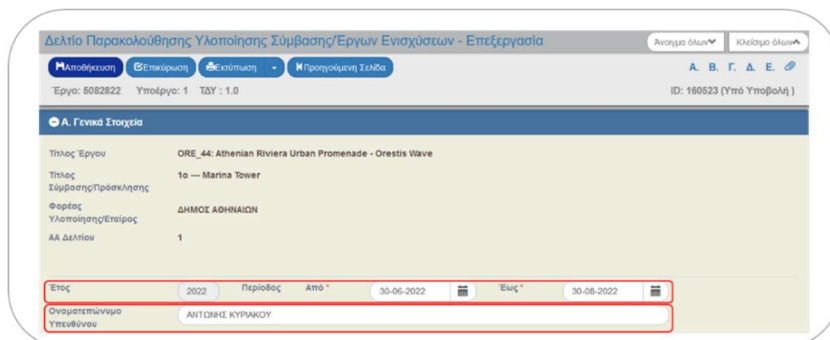 Δελτίο Παρακολούθησης Υλοποίησης Σύμβασης/Έργων Ενισχύσεων - Επεξεργασία Άνοιγμα όλων Κλείσιμο όλων
Αποθήκευση Επικύρωση Εκτύπωση Προηγούμενη Σελίδα Α. Β. Γ. Δ. Ε.
Έργο: 5082822 Υποέργο: 1 ΤΔΥ : 1.0 ID: 160523 (Υπό Υποβολή )
Α. Γενικά Στοιχεία
Τίτλος Έργου ORE_44: Athenian Riviera Urban Promenade - Orestis Wave
Τίτλος
Σύμβασης/Πρόσκλησης 1ο --- Marina Tower
Φορέας
Υλοποίησης/Εταίρος ΔΗΜΟΣ ΑΘΗΝΑΙΩΝ
ΑΑ Δελτίου 1
Έτος 2022 Περίοδος Από * 30-06-2022 Έως * 30-08-2022
Ονοματεπώνυμο
Υπευθύνου ΑΝΤΩΝΗΣ ΚΥΡΙΑΚΟΥ